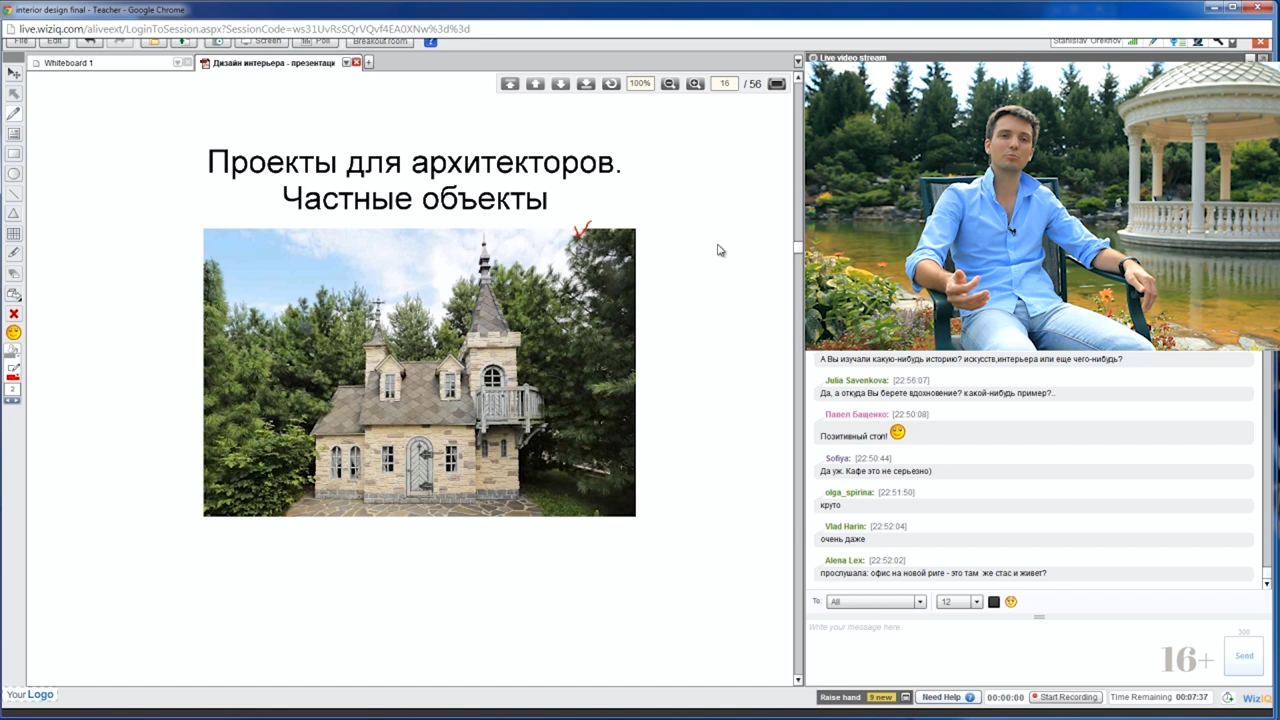 interior design final - Teacher - Google Chrome
live.wiziq.com/aliveext/LoginToSession.aspx?SessionCode=ws31UvRsSQrVQvf4EA0XNw%3d%3d
File Edit Screen Poll Breakout room ? Stanislav Orekhov
Whiteboard 1 Дизайн интерьера - презентаци
Live video stream
100% 16 / 56
Проекты для архитекторов.
Частные объекты
2
А Вы изучали какую-нибудь историю? искусств,интерьера или еще чего-нибудь?
Julia Savenkova: [22:56:07]
Да, а откуда Вы берете вдохновение? какой-нибудь пример?..
Павел Бащенко: [22:50:08]
Позитивный стол!
Sofiya: [22:50:44]
Да уж. Кафе это не серьезно)
olga_spirina: [22:51:50]
круто
Vlad Harin: [22:52:04]
очень даже
Alena Lex: [22:52:02]
прослушала: офис на новой риге - это там же стас и живет?
To: All 12
Write your message here.
300
16+ Send
Your Logo Raise hand 9 new Need Help ? 00:00:00 Start Recording Time Remaining 00:07:37 WiziQ